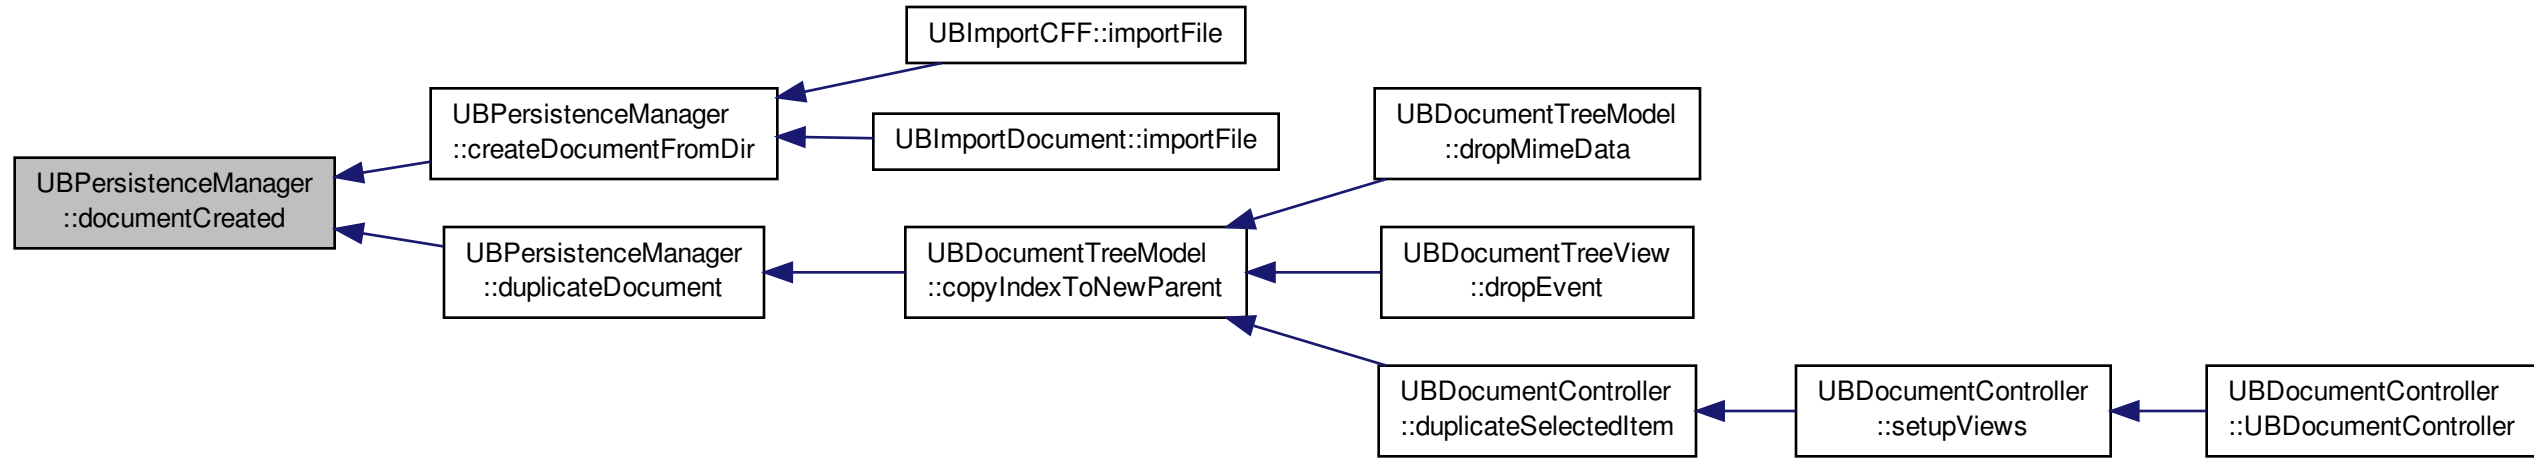 UBPersistenceManager
::documentCreated
UBPersistenceManager
::createDocumentFromDir
UBImportCFF::importFile
UBImportDocument::importFile
UBPersistenceManager
::duplicateDocument
UBDocumentTreeModel
::copyIndexToNewParent
UBDocumentTreeModel
::dropMimeData
UBDocumentTreeView
::dropEvent
UBDocumentController
::duplicateSelectedItem
UBDocumentController
::setupViews
UBDocumentController
::UBDocumentController